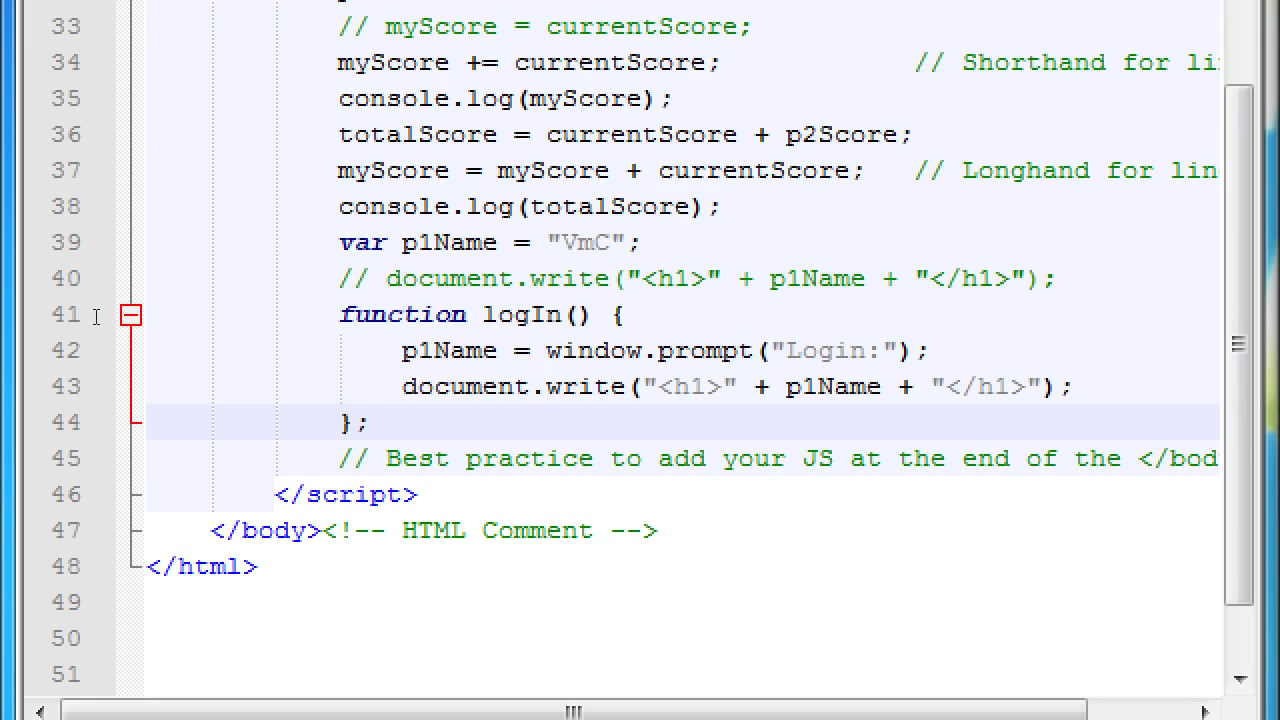 33 // myScore = currentScore;
34 myScore += currentScore; // Shorthand for
35 console.log(myScore);
36 totalScore = currentScore + p2Score;
37 myScore = myScore + currentScore; // Longhand for
38 console.log(totalScore);
39 var p1Name = "VmC";
40 // document.write("<h1>" + p1Name + "</h1>");
41 function logIn() {
42 p1Name = window.prompt("Login:");
43 document.write("<h1>" + p1Name + "</h1>");
44 };
45 // Best practice to add your JS at the end of the </bod
46 </script>
47 </body><!-- HTML Comment -->
48 </html>
49
50
51